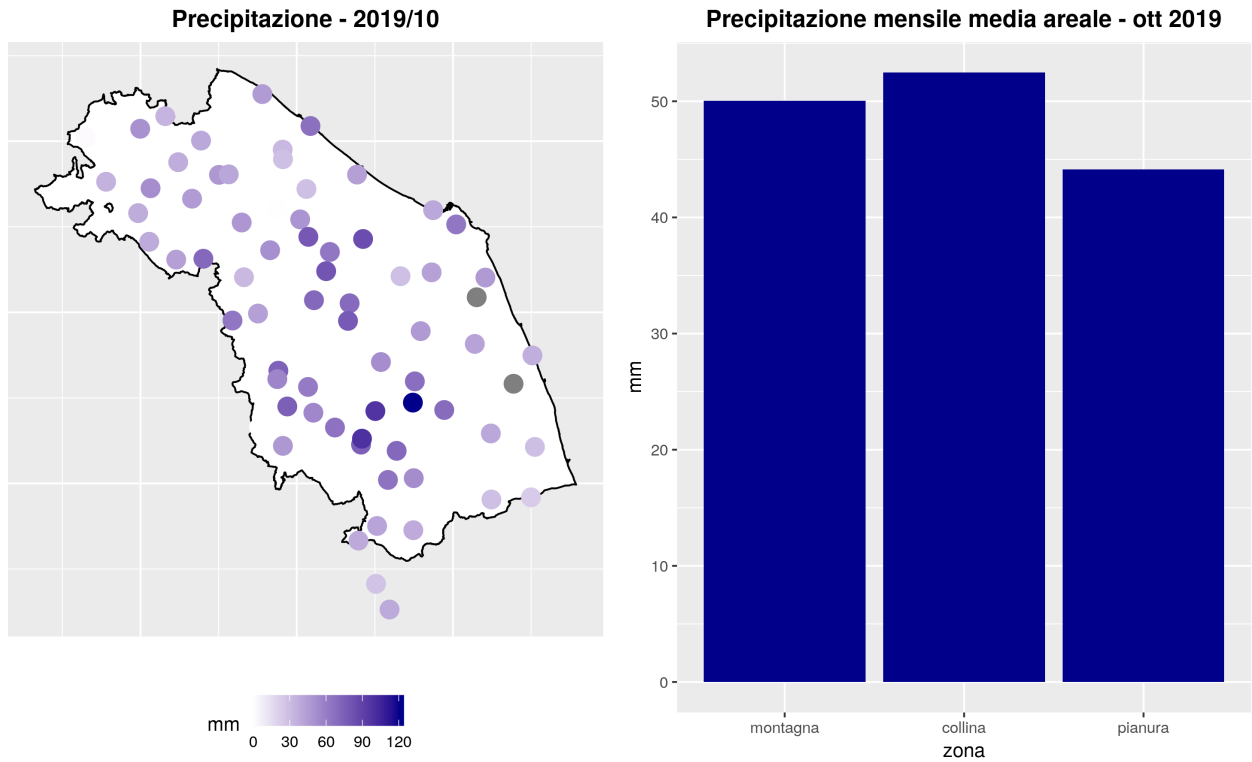 Precipitazione - 2019/10
mm
0 30 60 90 120
Precipitazione mensile media areale - ott 2019
mm
50
40
30
20
10
0
montagna collina pianura
zona